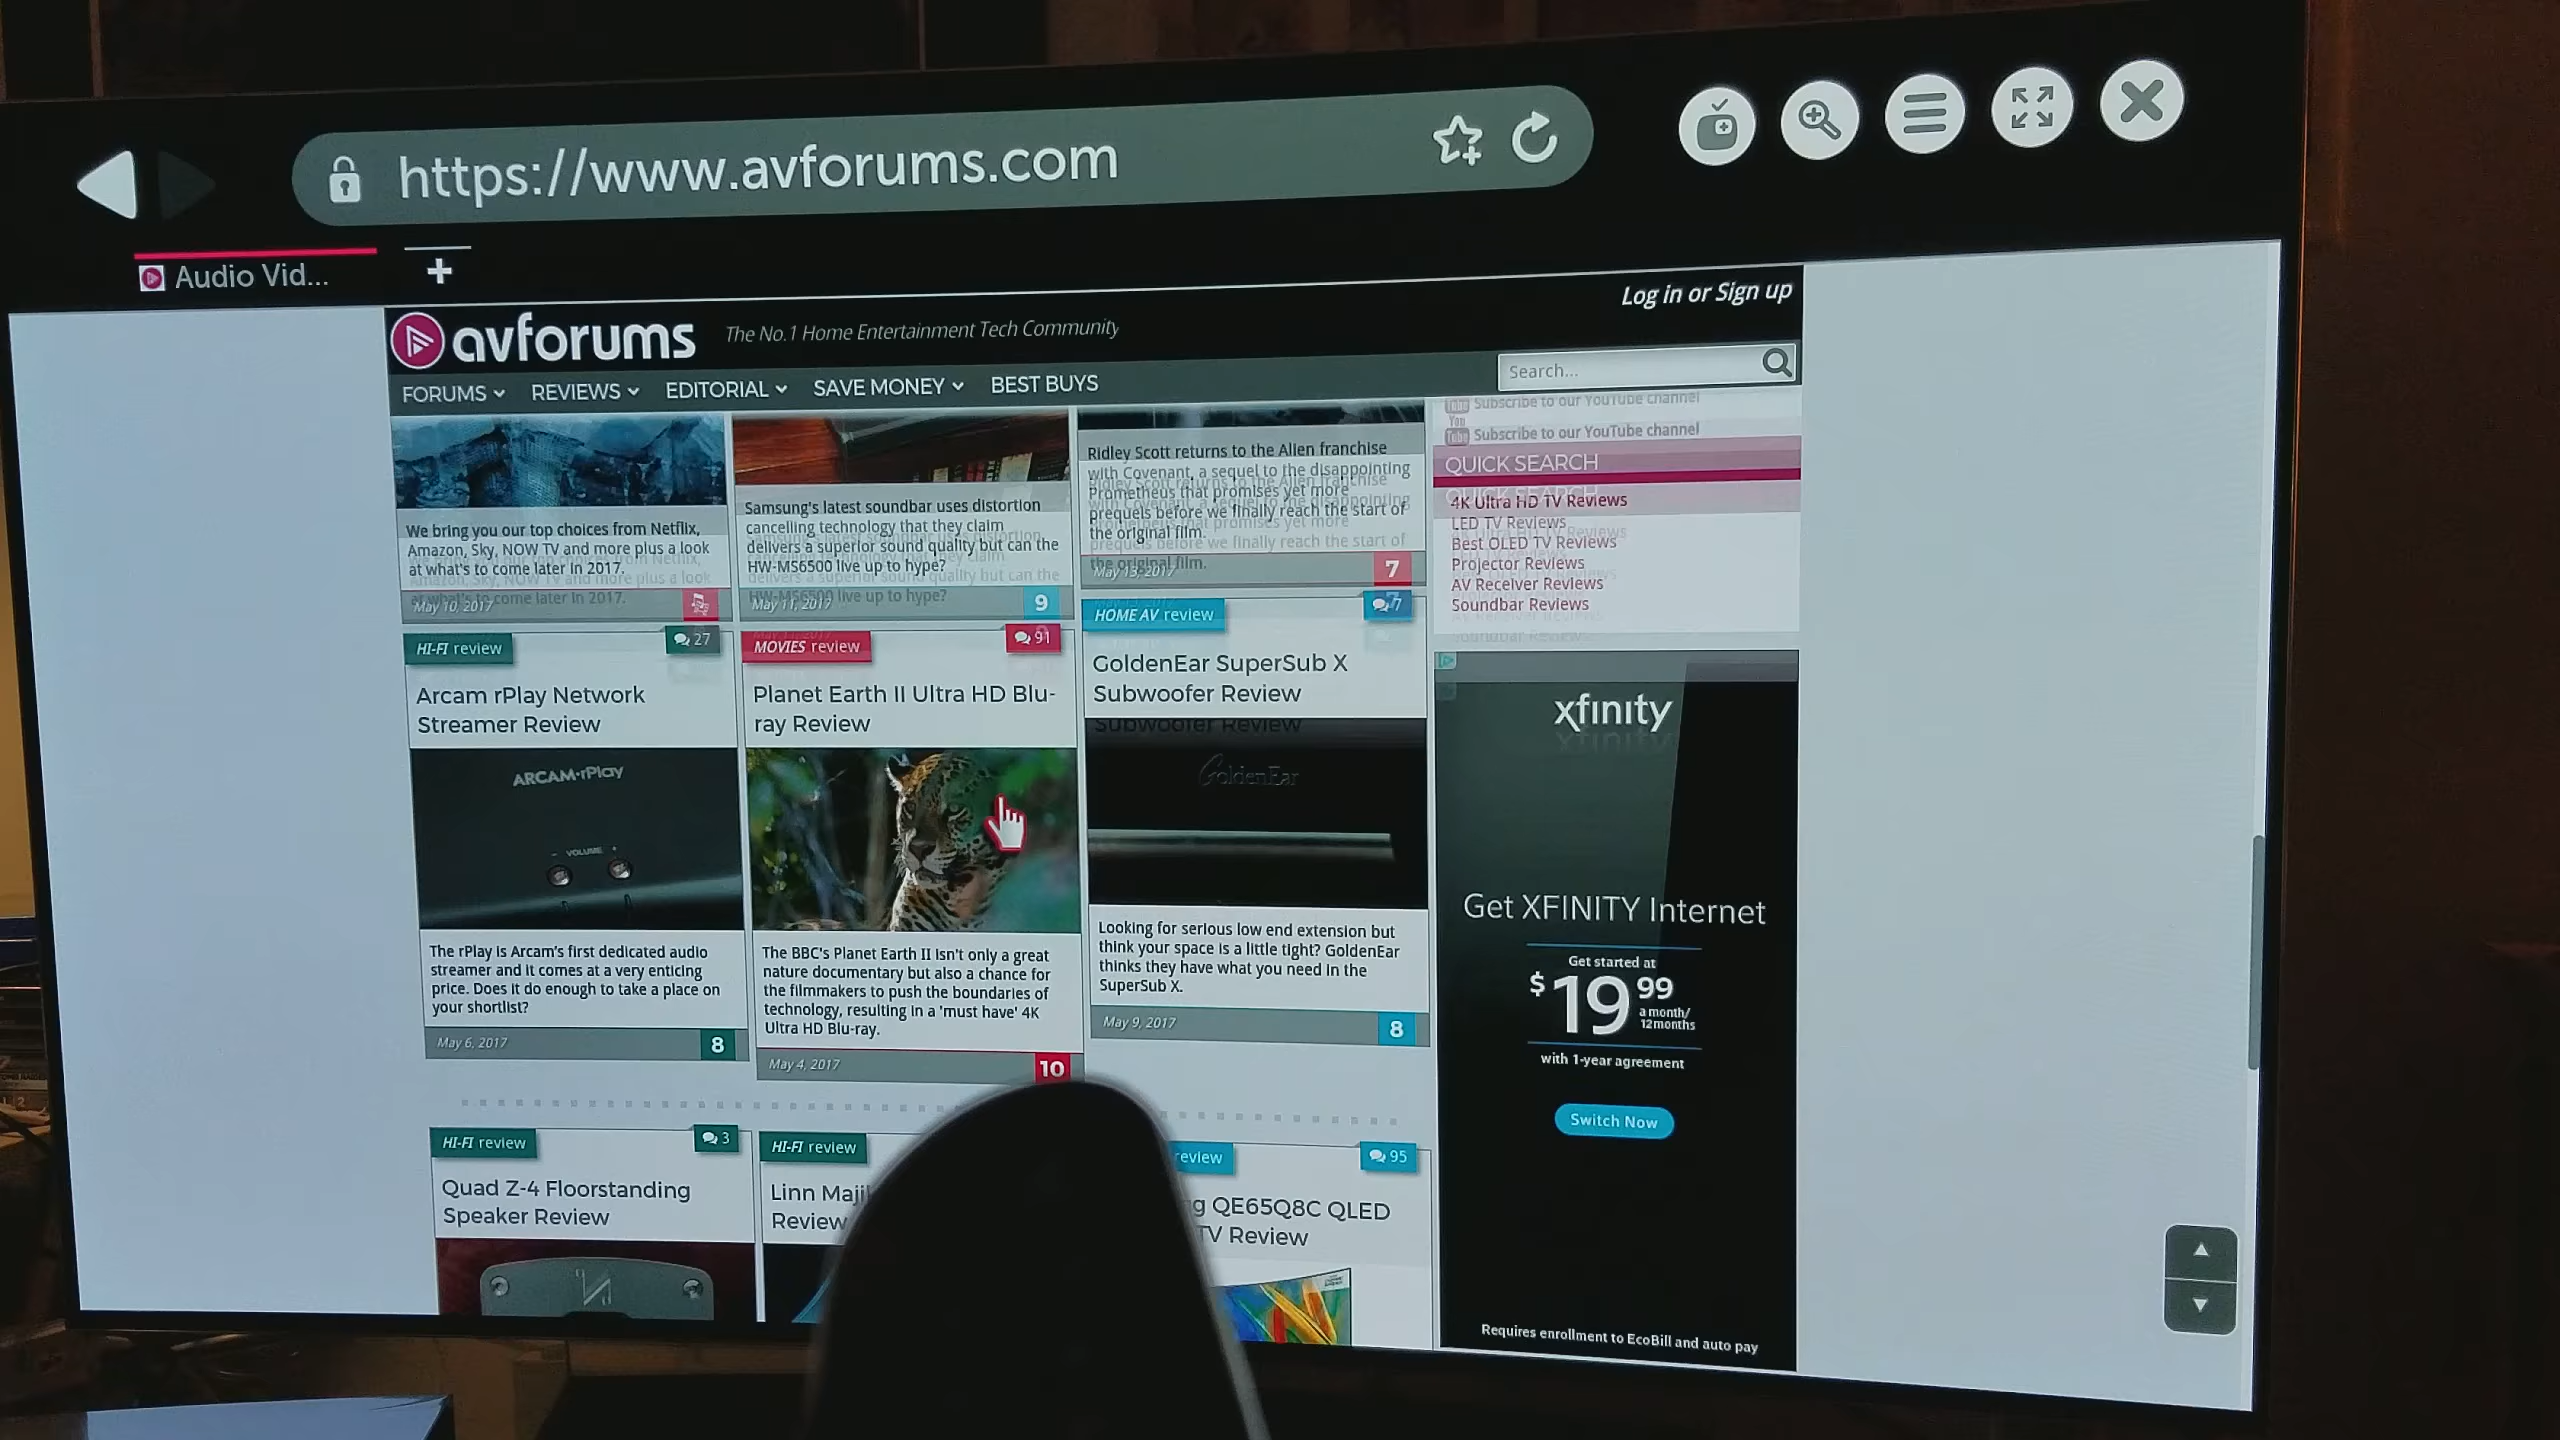 https://www.avforums.com
Audio Vid...
Log in or Sign up
avforums
The No.1 Home Entertainment Tech Community
Search...
FORUMS REVIEWS EDITORIAL SAVE MONEY BEST BUYS
We bring you our top choices from Netflix,
Amazon, Sky, NOW TV and more plus a look
at what's to come later in 2017.
May 10, 2017
Samsung's latest soundbar uses distortion
cancelling technology that they claim
delivers a superior sound quality but can the
HW-MS6500 live up to hype?
May 11, 2017
9
Ridley Scott returns to the Alien franchise
with Covenant, a sequel to the disappointing
Prometheus that promises yet more
prequels before we finally reach the start of
the original film.
7
Subscribe to our YouTube channel
You
Tube Subscribe to our YouTube channel
QUICK SEARCH
4K Ultra HD TV Reviews
LED TV Reviews
Best OLED TV Reviews
Projector Reviews
AV Receiver Reviews
Soundbar Reviews
HI-FI review
27
Arcam rPlay Network
Streamer Review
ARCAM rPlay
- VOLUME +
The rPlay is Arcam's first dedicated audio
streamer and it comes at a very enticing
price. Does it do enough to take a place on
your shortlist?
May 6, 2017
8
MOVIES review
91
Planet Earth II Ultra HD Blu-
ray Review
The BBC's Planet Earth II isn't only a great
nature documentary but also a chance for
the filmmakers to push the boundaries of
technology, resulting in a 'must have' 4K
Ultra HD Blu-ray.
May 4, 2017
10
HOME AV review
GoldenEar SuperSub X
Subwoofer Review
GoldenEar
Looking for serious low end extension but
think your space is a little tight? GoldenEar
thinks they have what you need in the
SuperSub X.
May 9, 2017
8
xfinity
Get XFINITY Internet
Get started at
$19 99
a month/
12months
with 1-year agreement
Switch Now
Requires enrollment to EcoBill and auto pay
HI-FI review
3
Quad Z-4 Floorstanding
Speaker Review
HI-FI review
Linn
Review
review
95
QE65Q8C QLED
TV Review